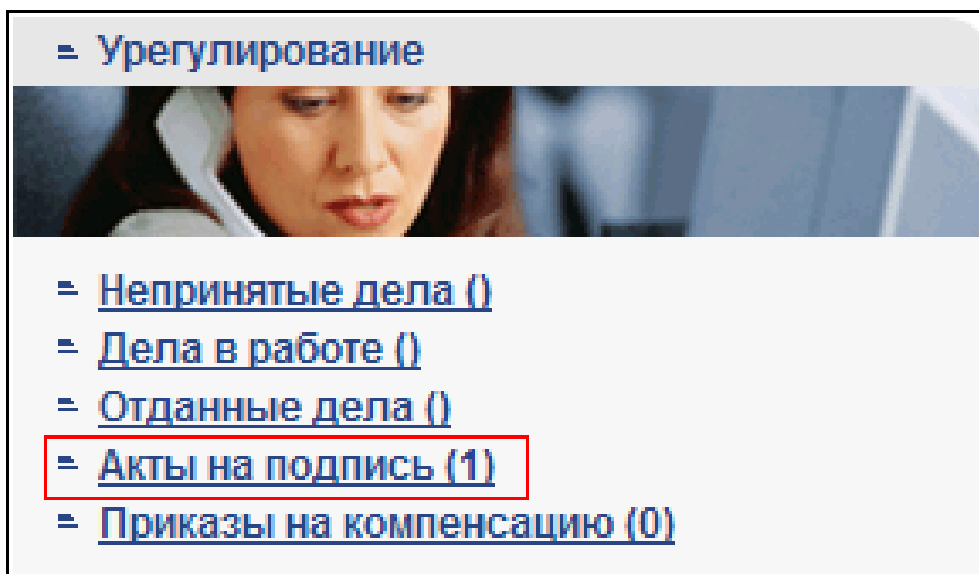 Урегулирование
Непринятые дела ()
Дела в работе ()
Отданные дела ()
Акты на подпись (1)
Приказы на компенсацию (0)